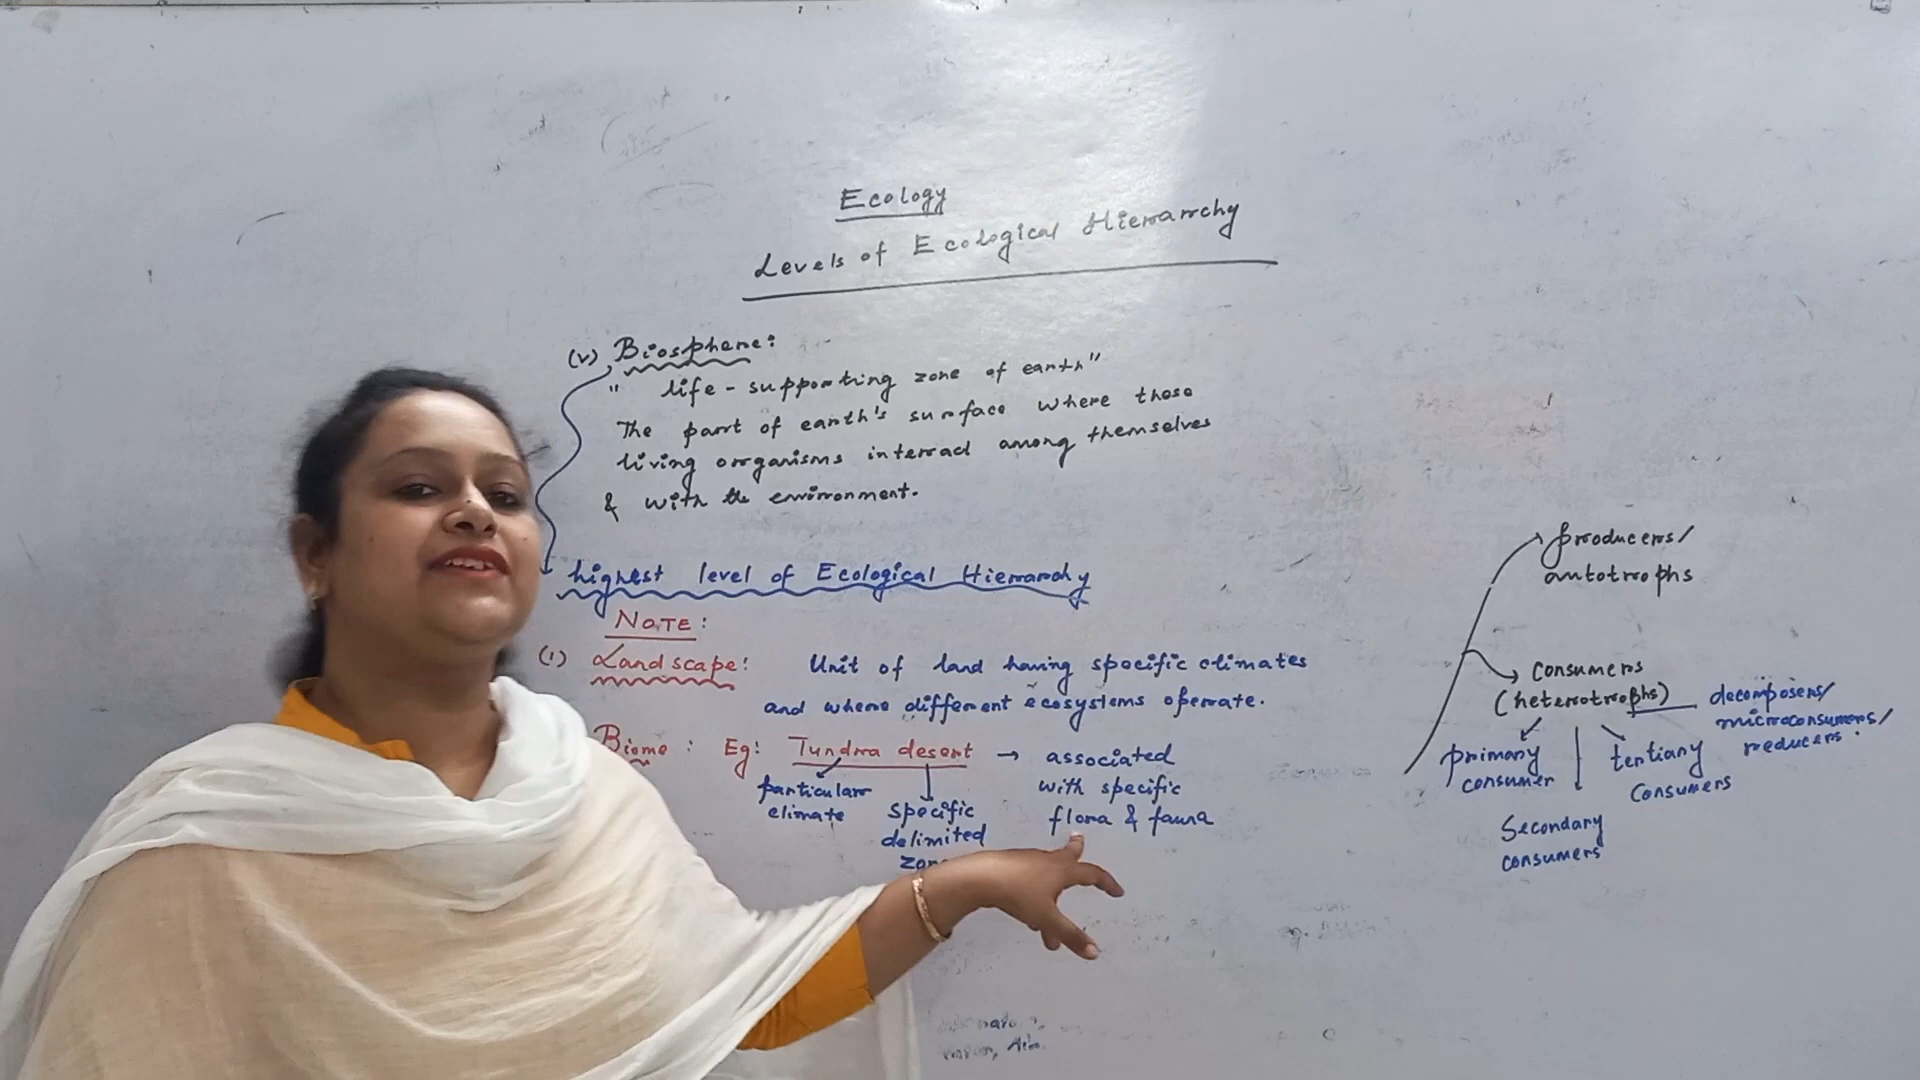 Ecology
Levels of Ecological Hierarchy
(v) Biosphere:
" life - supporting zone of earth"
The part of earth's surface where these
living organisms interact among themselves
& with the environment.
highest level of Ecological Hierarchy
NOTE:
(1) Landscape: Unit of land having specific climates
and where different ecosystems operate.
Biome: Eg: Tundra desert → associated
with specific
flora & fauna
particular
climate
specific
delimited
producers/
autotrophs
consumers
(heterotrophs)
decomposers/
microconsumers/
reducers.
primary
consumer
Secondary
consumers
tertiary
consumers